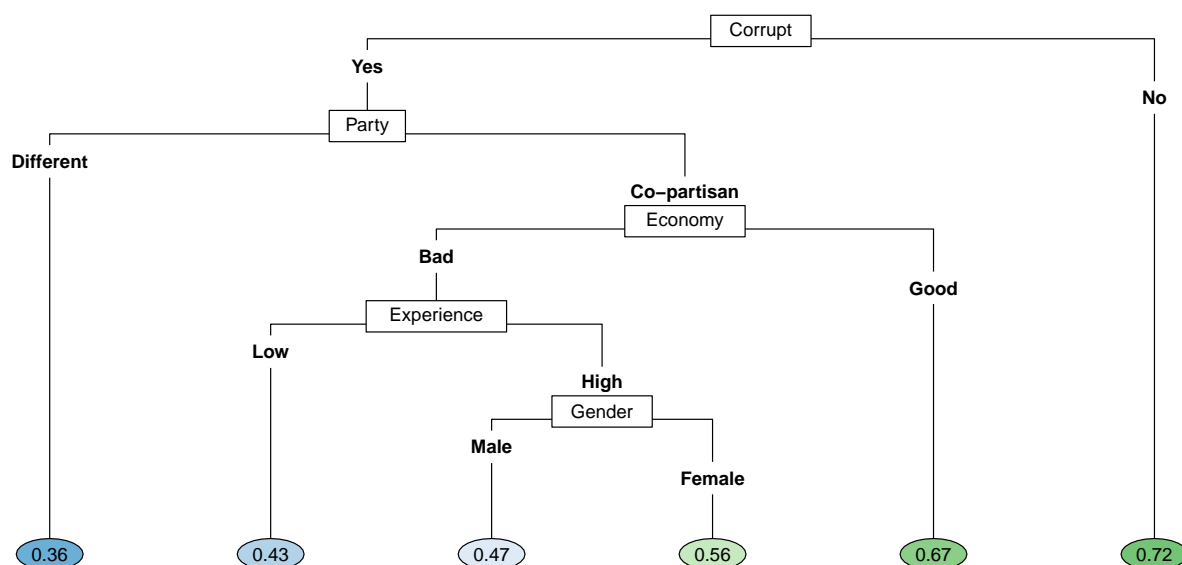 Corrupt
Yes
No
Party
Different
Co−partisan
Economy
Bad
Good
Experience
Low
High
Gender
Male
Female
0.36
0.43
0.47
0.56
0.67
0.72